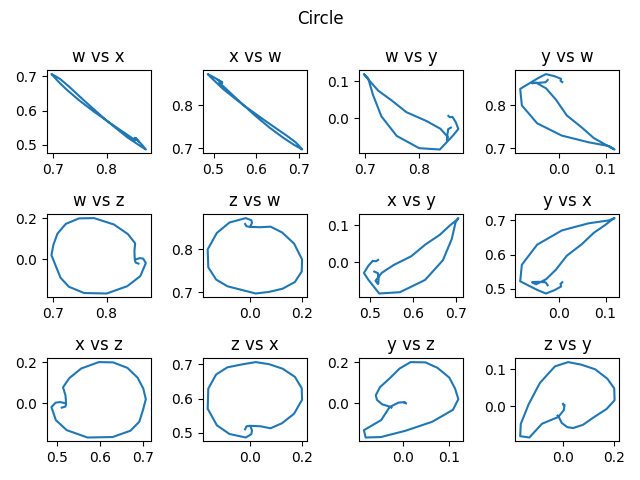 Circle
w vs x
x vs w
w vs y
y vs w
0.7
0.6
0.5
0.7 0.8
0.8
0.7
0.5 0.6 0.7
0.1
0.0
0.7 0.8
0.8
0.7
0.0 0.1
w vs z
z vs w
x vs y
y vs x
0.2
0.0
0.7 0.8
0.8
0.7
0.0 0.2
0.1
0.0
0.5 0.6 0.7
0.7
0.6
0.5
0.0 0.1
x vs z
z vs x
y vs z
z vs y
0.2
0.0
0.5 0.6 0.7
0.7
0.6
0.5
0.0 0.2
0.2
0.0
0.0 0.1
0.1
0.0
0.0 0.2